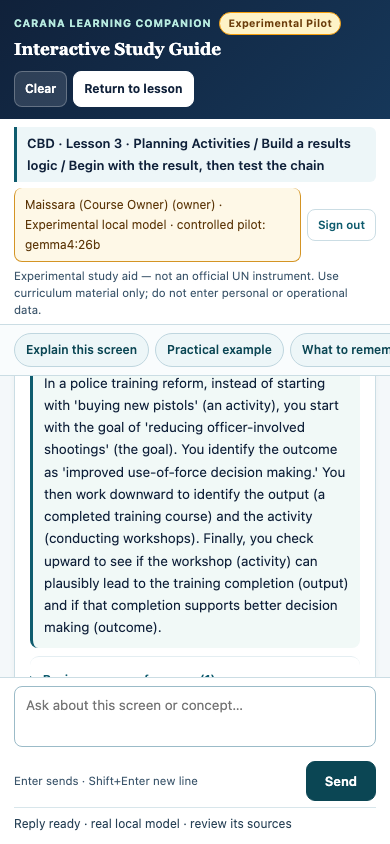 CARANA LEARNING COMPANION Experimental Pilot
Interactive Study Guide
Clear Return to lesson
CBD · Lesson 3 · Planning Activities / Build a results
logic / Begin with the result, then test the chain
Maissara (Course Owner) (owner) ·
Experimental local model · controlled pilot:
gemma4:26b
Sign out
Experimental study aid — not an official UN instrument. Use
curriculum material only; do not enter personal or operational
data.
Explain this screen Practical example What to remem
In a police training reform, instead of starting
with 'buying new pistols' (an activity), you start
with the goal of 'reducing officer-involved
shootings' (the goal). You identify the outcome
as 'improved use-of-force decision making.' You
then work downward to identify the output (a
completed training course) and the activity
(conducting workshops). Finally, you check
upward to see if the workshop (activity) can
plausibly lead to the training completion (output)
and if that completion supports better decision
making (outcome).
Ask about this screen or concept...
Enter sends · Shift+Enter new line
Send
Reply ready · real local model · review its sources